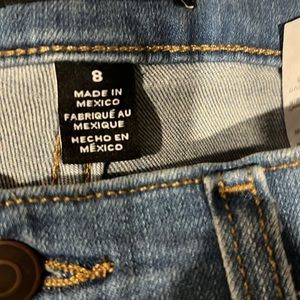 8
MADE IN
MEXICO
FABRIQUÉ AU
MEXIQUE
HECHO EN
MÉXICO